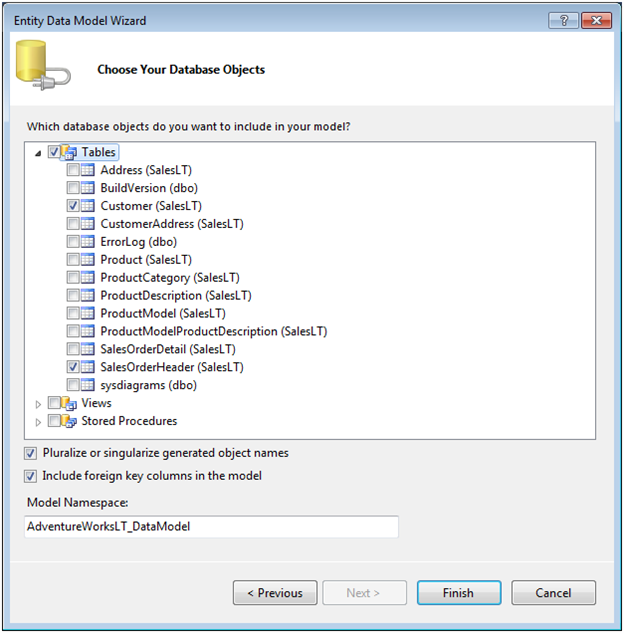 Entity Data Model Wizard
Choose Your Database Objects
Which database objects do you want to include in your model?
Tables
Address (SalesLT)
BuildVersion (dbo)
Customer (SalesLT)
CustomerAddress (SalesLT)
ErrorLog (dbo)
Product (SalesLT)
ProductCategory (SalesLT)
ProductDescription (SalesLT)
ProductModel (SalesLT)
ProductModelProductDescription (SalesLT)
SalesOrderDetail (SalesLT)
SalesOrderHeader (SalesLT)
sysdiagrams (dbo)
Views
Stored Procedures
Pluralize or singularize generated object names
Include foreign key columns in the model
Model Namespace:
AdventureWorksLT_DataModel
< Previous Next > Finish Cancel